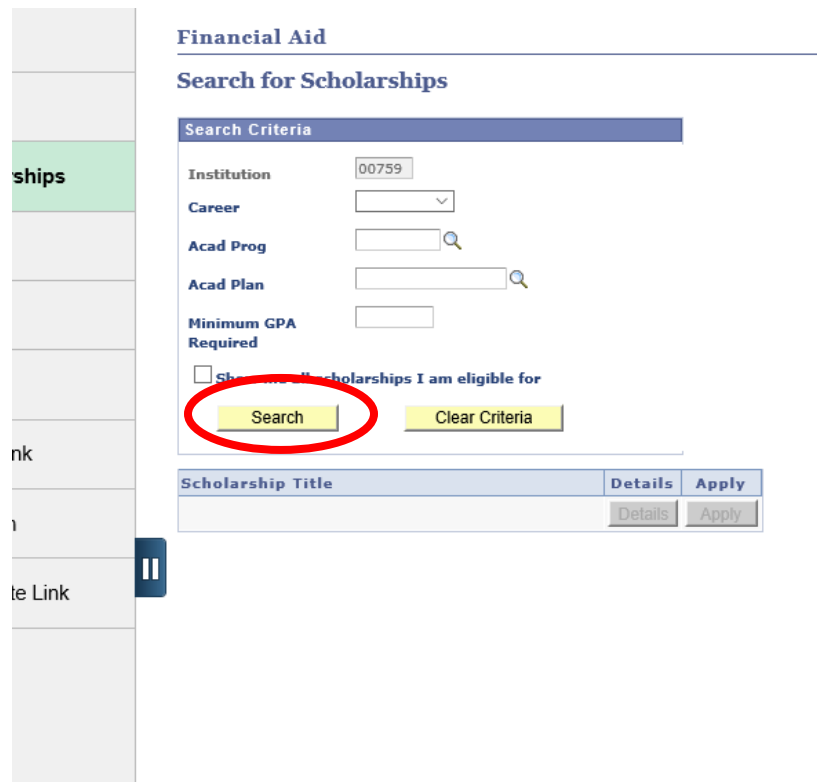 Financial Aid
Search for Scholarships
Search Criteria
ships
Institution 00759
Career
Acad Prog
Acad Plan
Minimum GPA
Required
scholarships I am eligible for
Search Clear Criteria
nk
Scholarship Title Details Apply
Details Apply
n
te Link